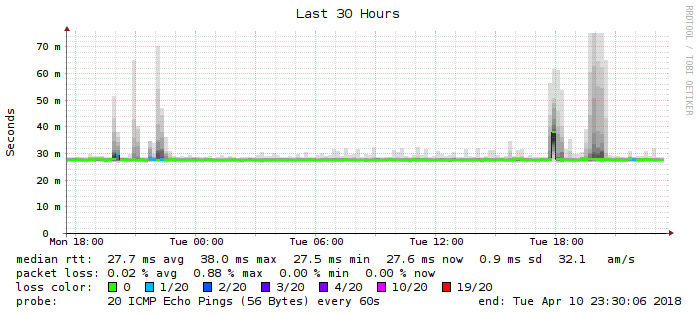 Last 30 Hours
RRDTOOL / TOBI OETIKER
Seconds
70 m
60 m
50 m
40 m
30 m
20 m
10 m
0
Mon 18:00 Tue 00:00 Tue 06:00 Tue 12:00 Tue 18:00
median rtt: 27.7 ms avg 38.0 ms max 27.5 ms min 27.6 ms now 0.9 ms sd 32.1 am/s
packet loss: 0.02 % avg 0.88 % max 0.00 % min 0.00 % now
loss color: 0 1/20 2/20 3/20 4/20 10/20 19/20
probe: 20 ICMP Echo Pings (56 Bytes) every 60s end: Tue Apr 10 23:30:06 2018